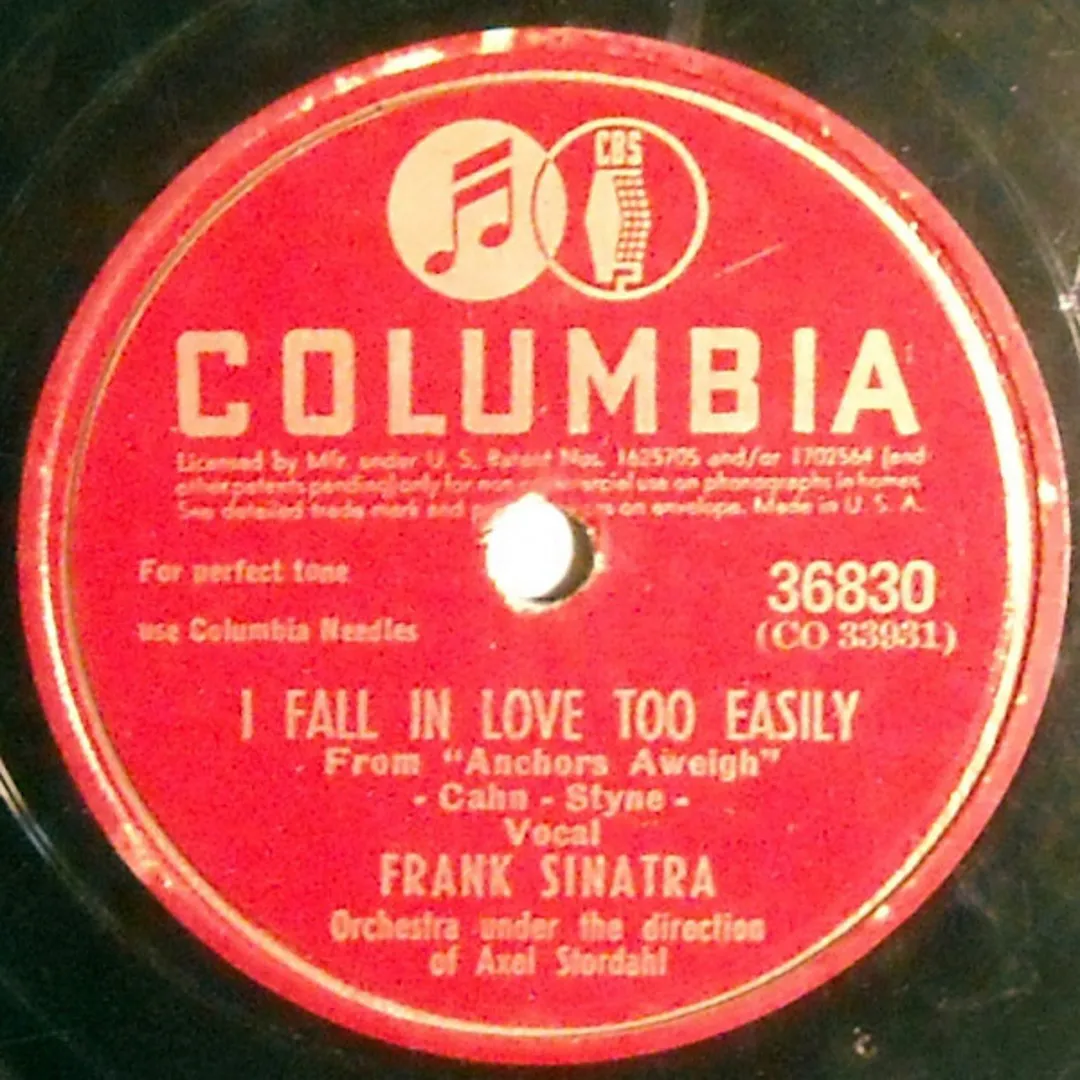 CBS
COLUMBIA
Licensed by Mfr. under U. S. Patent Nos. 1625705 and/or 1702564 (and
other patents pending) only for non commercial use on phonographs in homes
See detailed trade mark and on envelope. Made in U. S. A.
For perfect tone
use Columbia Needles
36830
(CO 33931)
I FALL IN LOVE TOO EASILY
From "Anchors Aweigh"
- Cahn - Styne -
Vocal
FRANK SINATRA
Orchestra under the direction
of Axel Stordahl